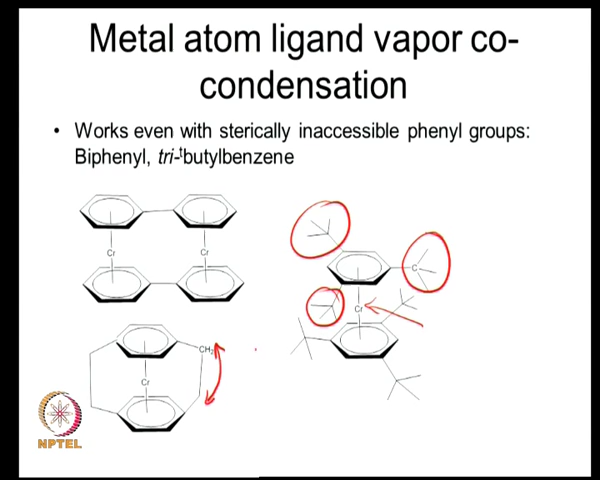 Metal atom ligand vapor co-
condensation
• Works even with sterically inaccessible phenyl groups:
Biphenyl, tri-tbutylbenzene
Cr
Cr
C
Cr
CH2
Cr
NPTEL